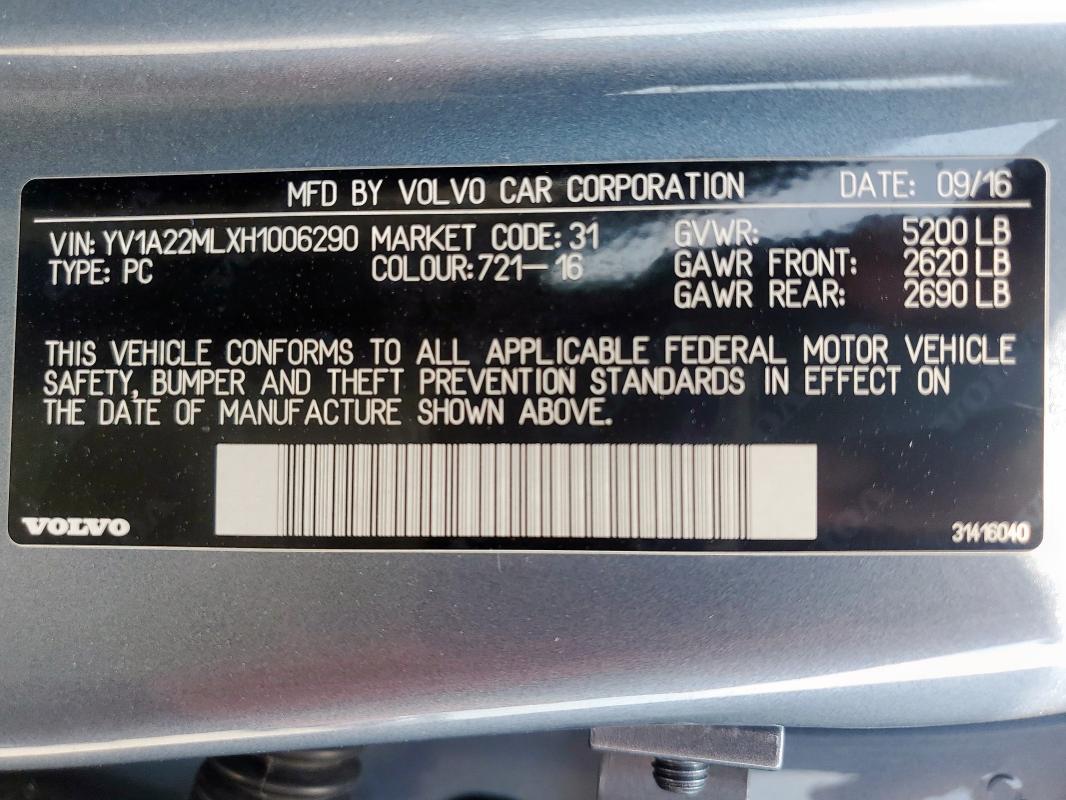 MFD BY VOLVO CAR CORPORATION DATE: 09/16
VIN: YV1A22MLXH1006290 MARKET CODE: 31 GVWR: 5200 LB
TYPE: PC COLOUR: 721-16 GAWR FRONT: 2620 LB
GAWR REAR: 2690 LB
THIS VEHICLE CONFORMS TO ALL APPLICABLE FEDERAL MOTOR VEHICLE
SAFETY, BUMPER AND THEFT PREVENTION STANDARDS IN EFFECT ON
THE DATE OF MANUFACTURE SHOWN ABOVE.
VOLVO 31416040